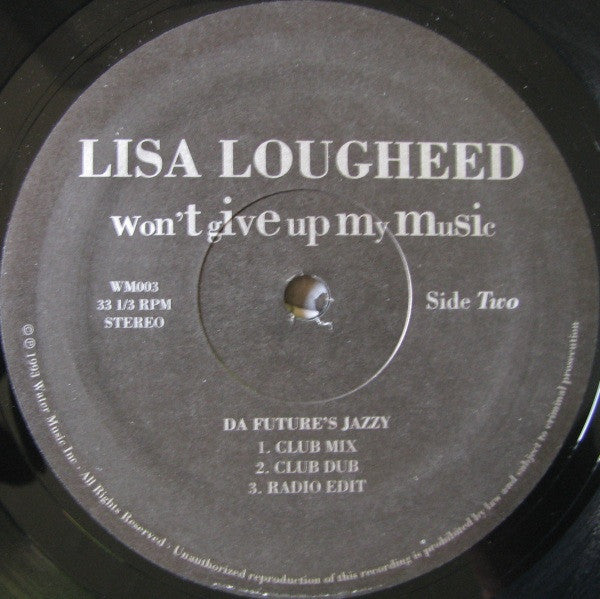 LISA LOUGHEED
won't give up my music
WM003
33 1/3 RPM
STEREO
Side Two
DA FUTURE'S JAZZY
1. CLUB MIX
2. CLUB DUB
3. RADIO EDIT
© ℗ 1993 Water Music Inc · All Rights Reserved · Unauthorized reproduction of this recording is prohibited by law and subject to criminal prosecution